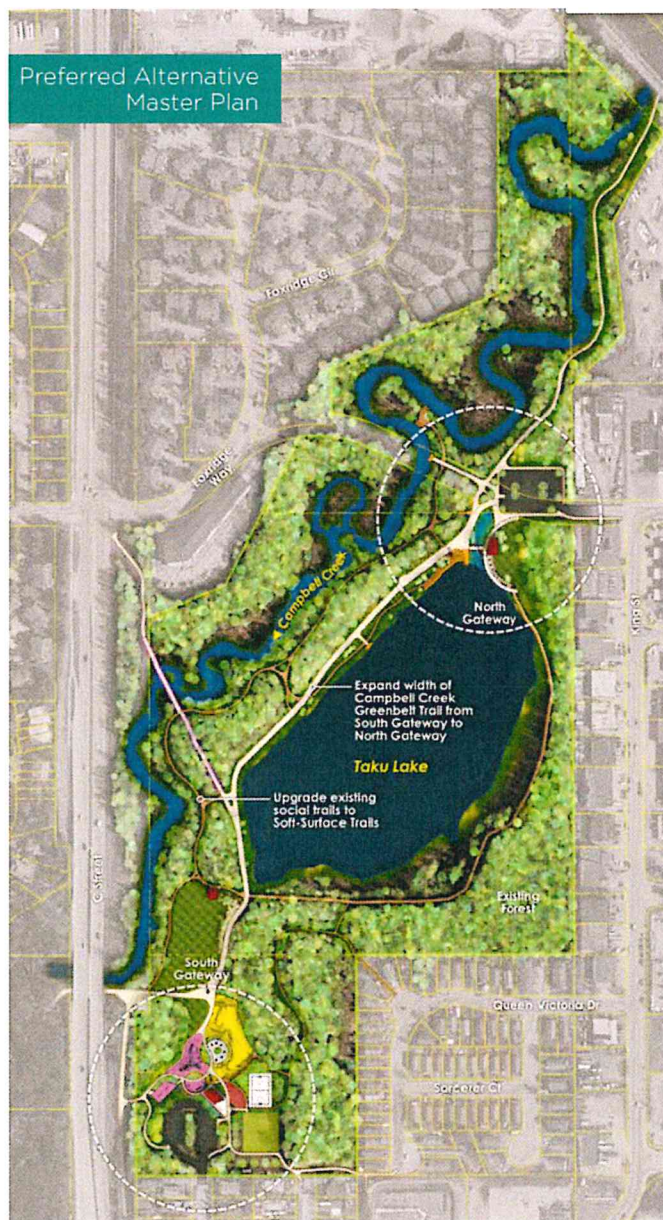 Preferred Alternative
Master Plan
Foxridge Cir
Foxridge
Way
Campbell Creek
North
Gateway
King St
Expand width of
Campbell Creek
Greenbelt Trail from
South Gateway to
North Gateway
Taku Lake
Upgrade existing
social trails to
Soft-Surface Trails
C Street
Existing
Forest
South
Gateway
Queen Victoria Dr
Sorcerer Ct